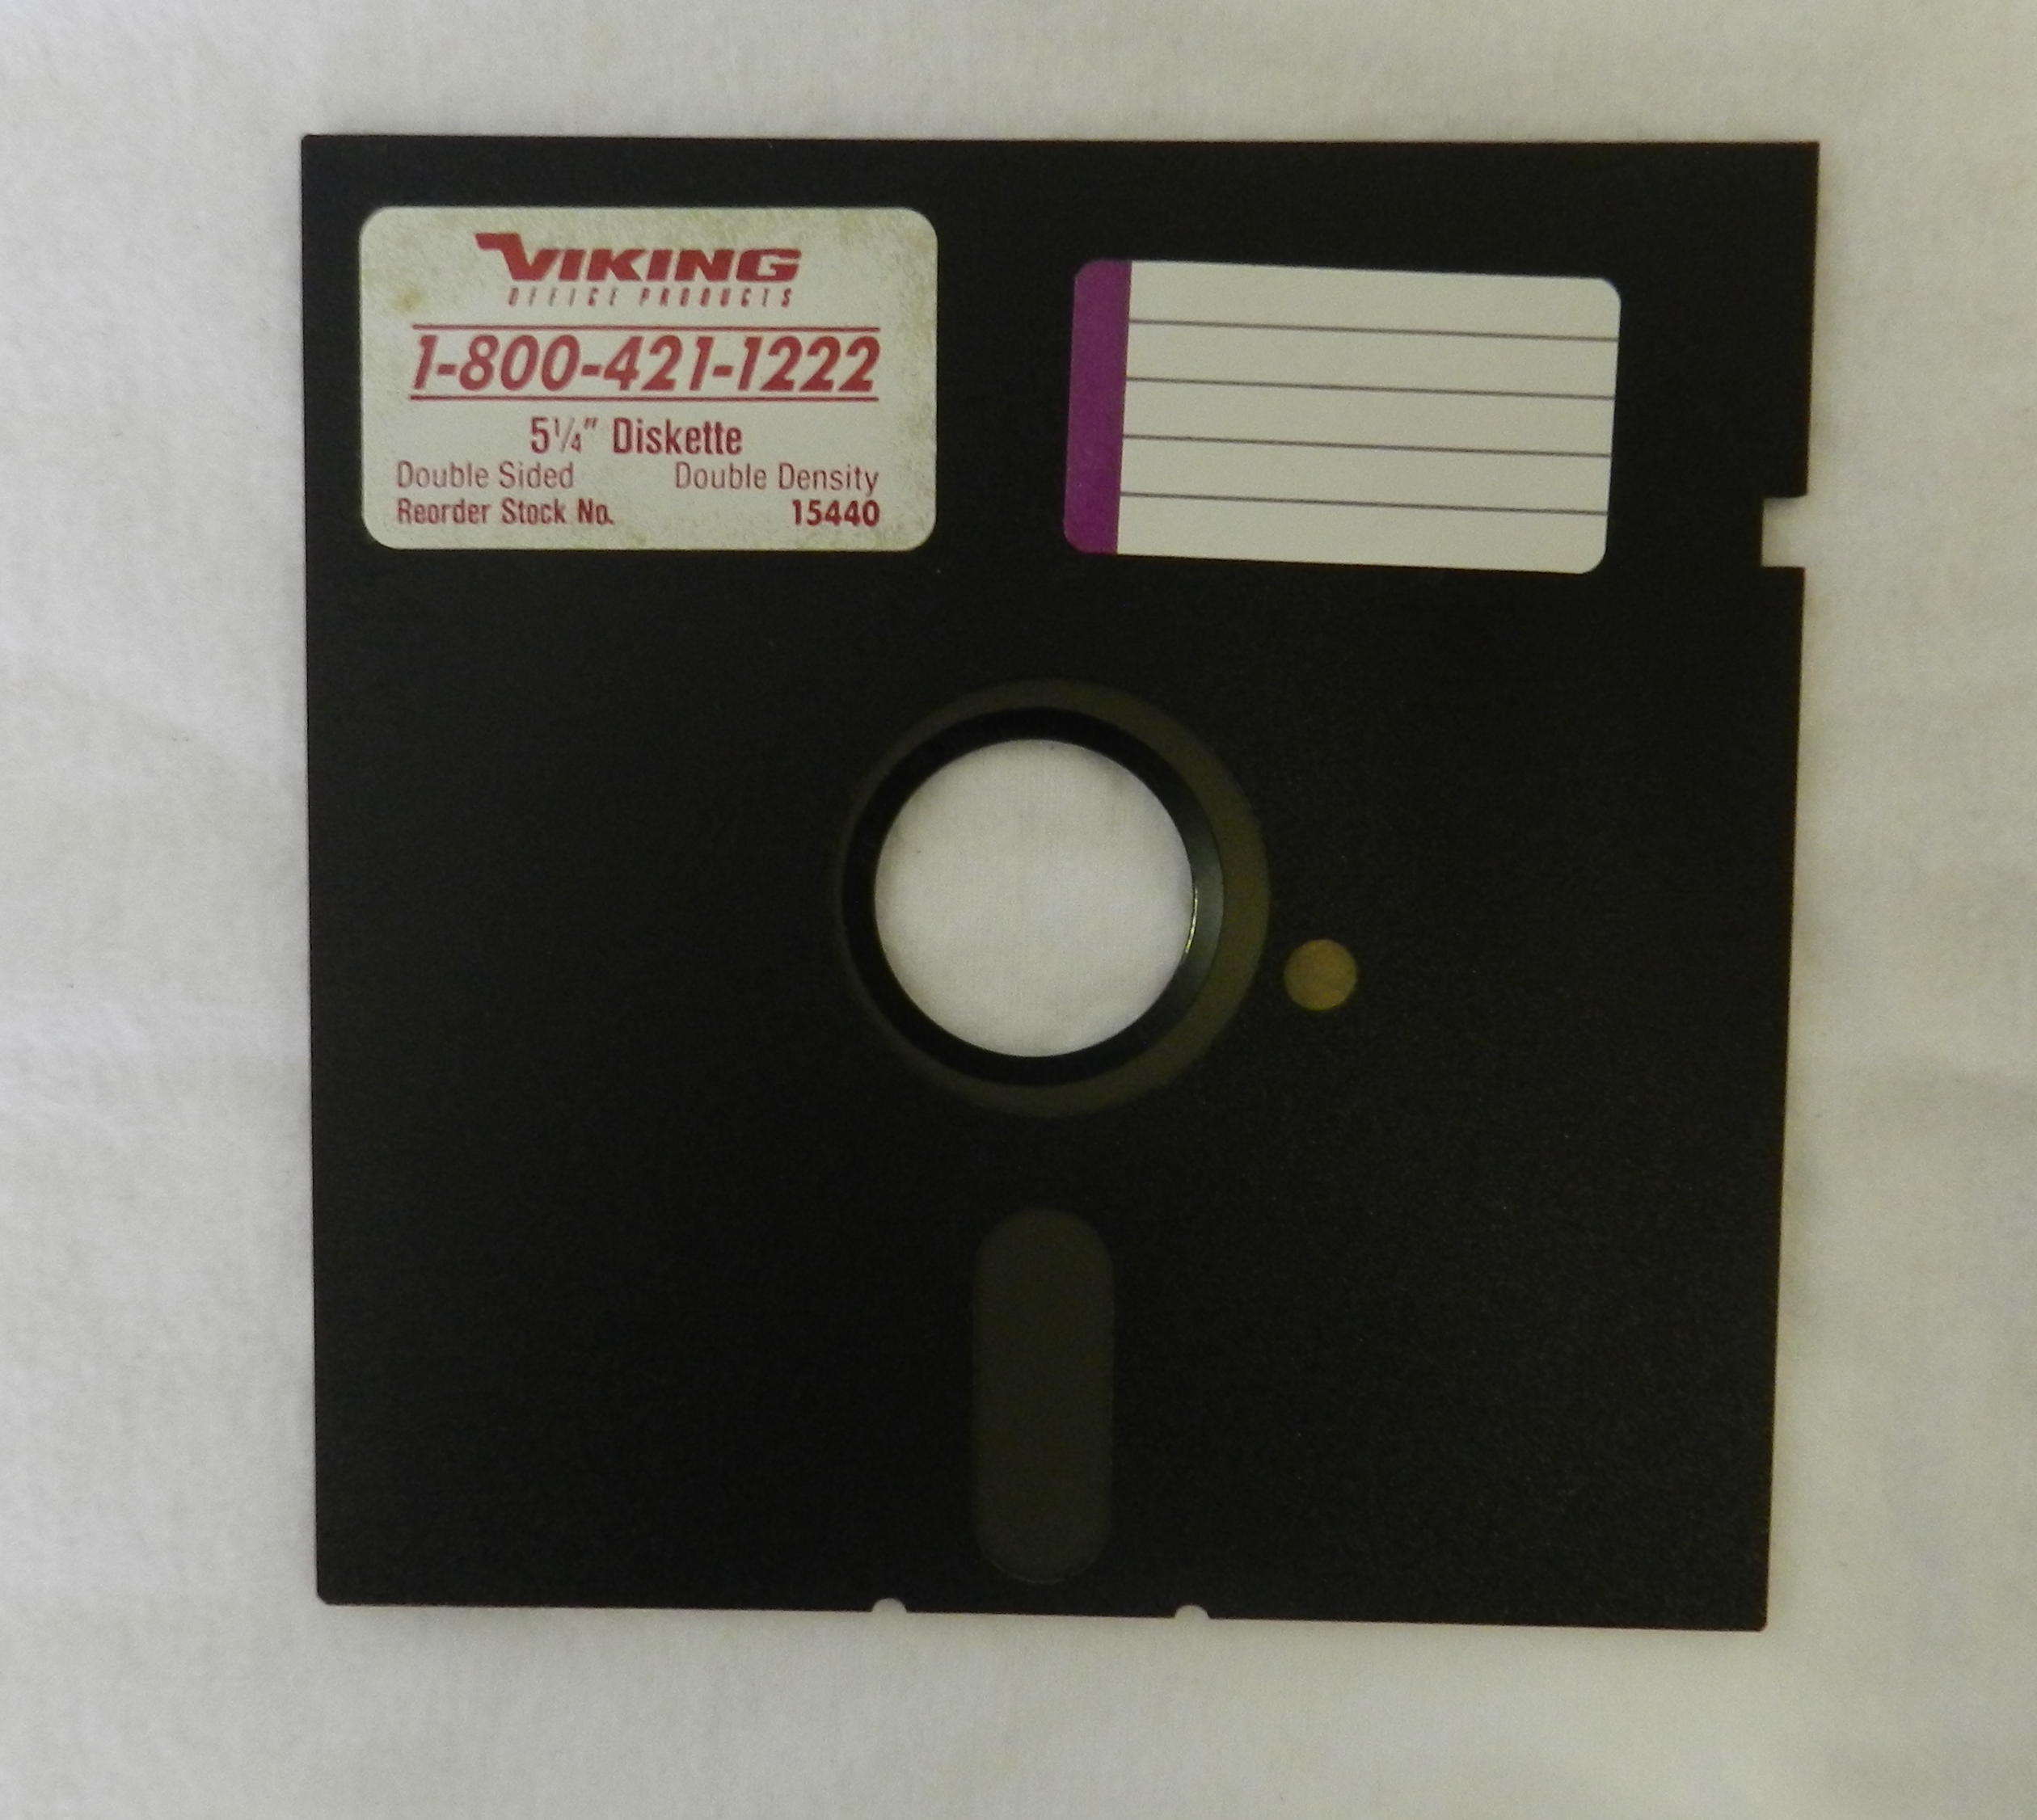 VIKING
OFFICE PRODUCTS
1-800-421-1222
5¼" Diskette
Double Sided Double Density
Reorder Stock No. 15440